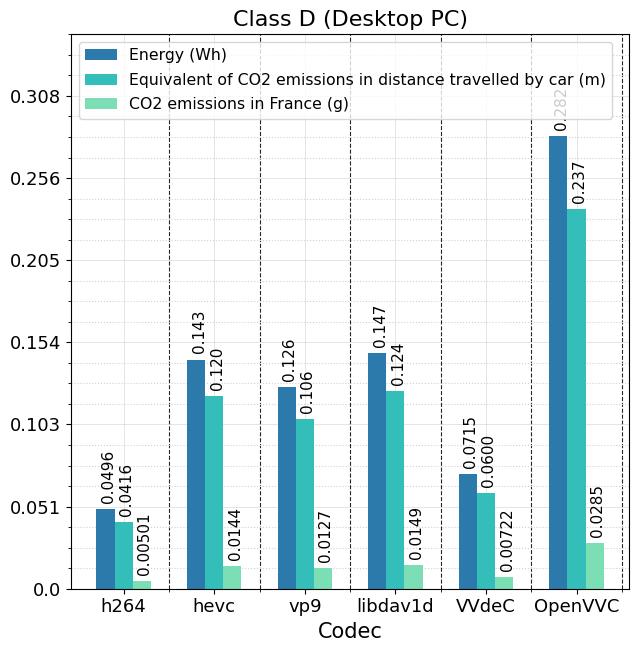 Class D (Desktop PC)
Energy (Wh)
Equivalent of CO2 emissions in distance travelled by car (m)
CO2 emissions in France (g)
0.308
0.256
0.205
0.154
0.103
0.051
0.0
0.0496
0.0416
0.00501
0.143
0.120
0.0144
0.126
0.106
0.0127
0.147
0.124
0.0149
0.0715
0.0600
0.00722
0.282
0.237
0.0285
h264
hevc
vp9
libdav1d
VVdeC
OpenVVC
Codec